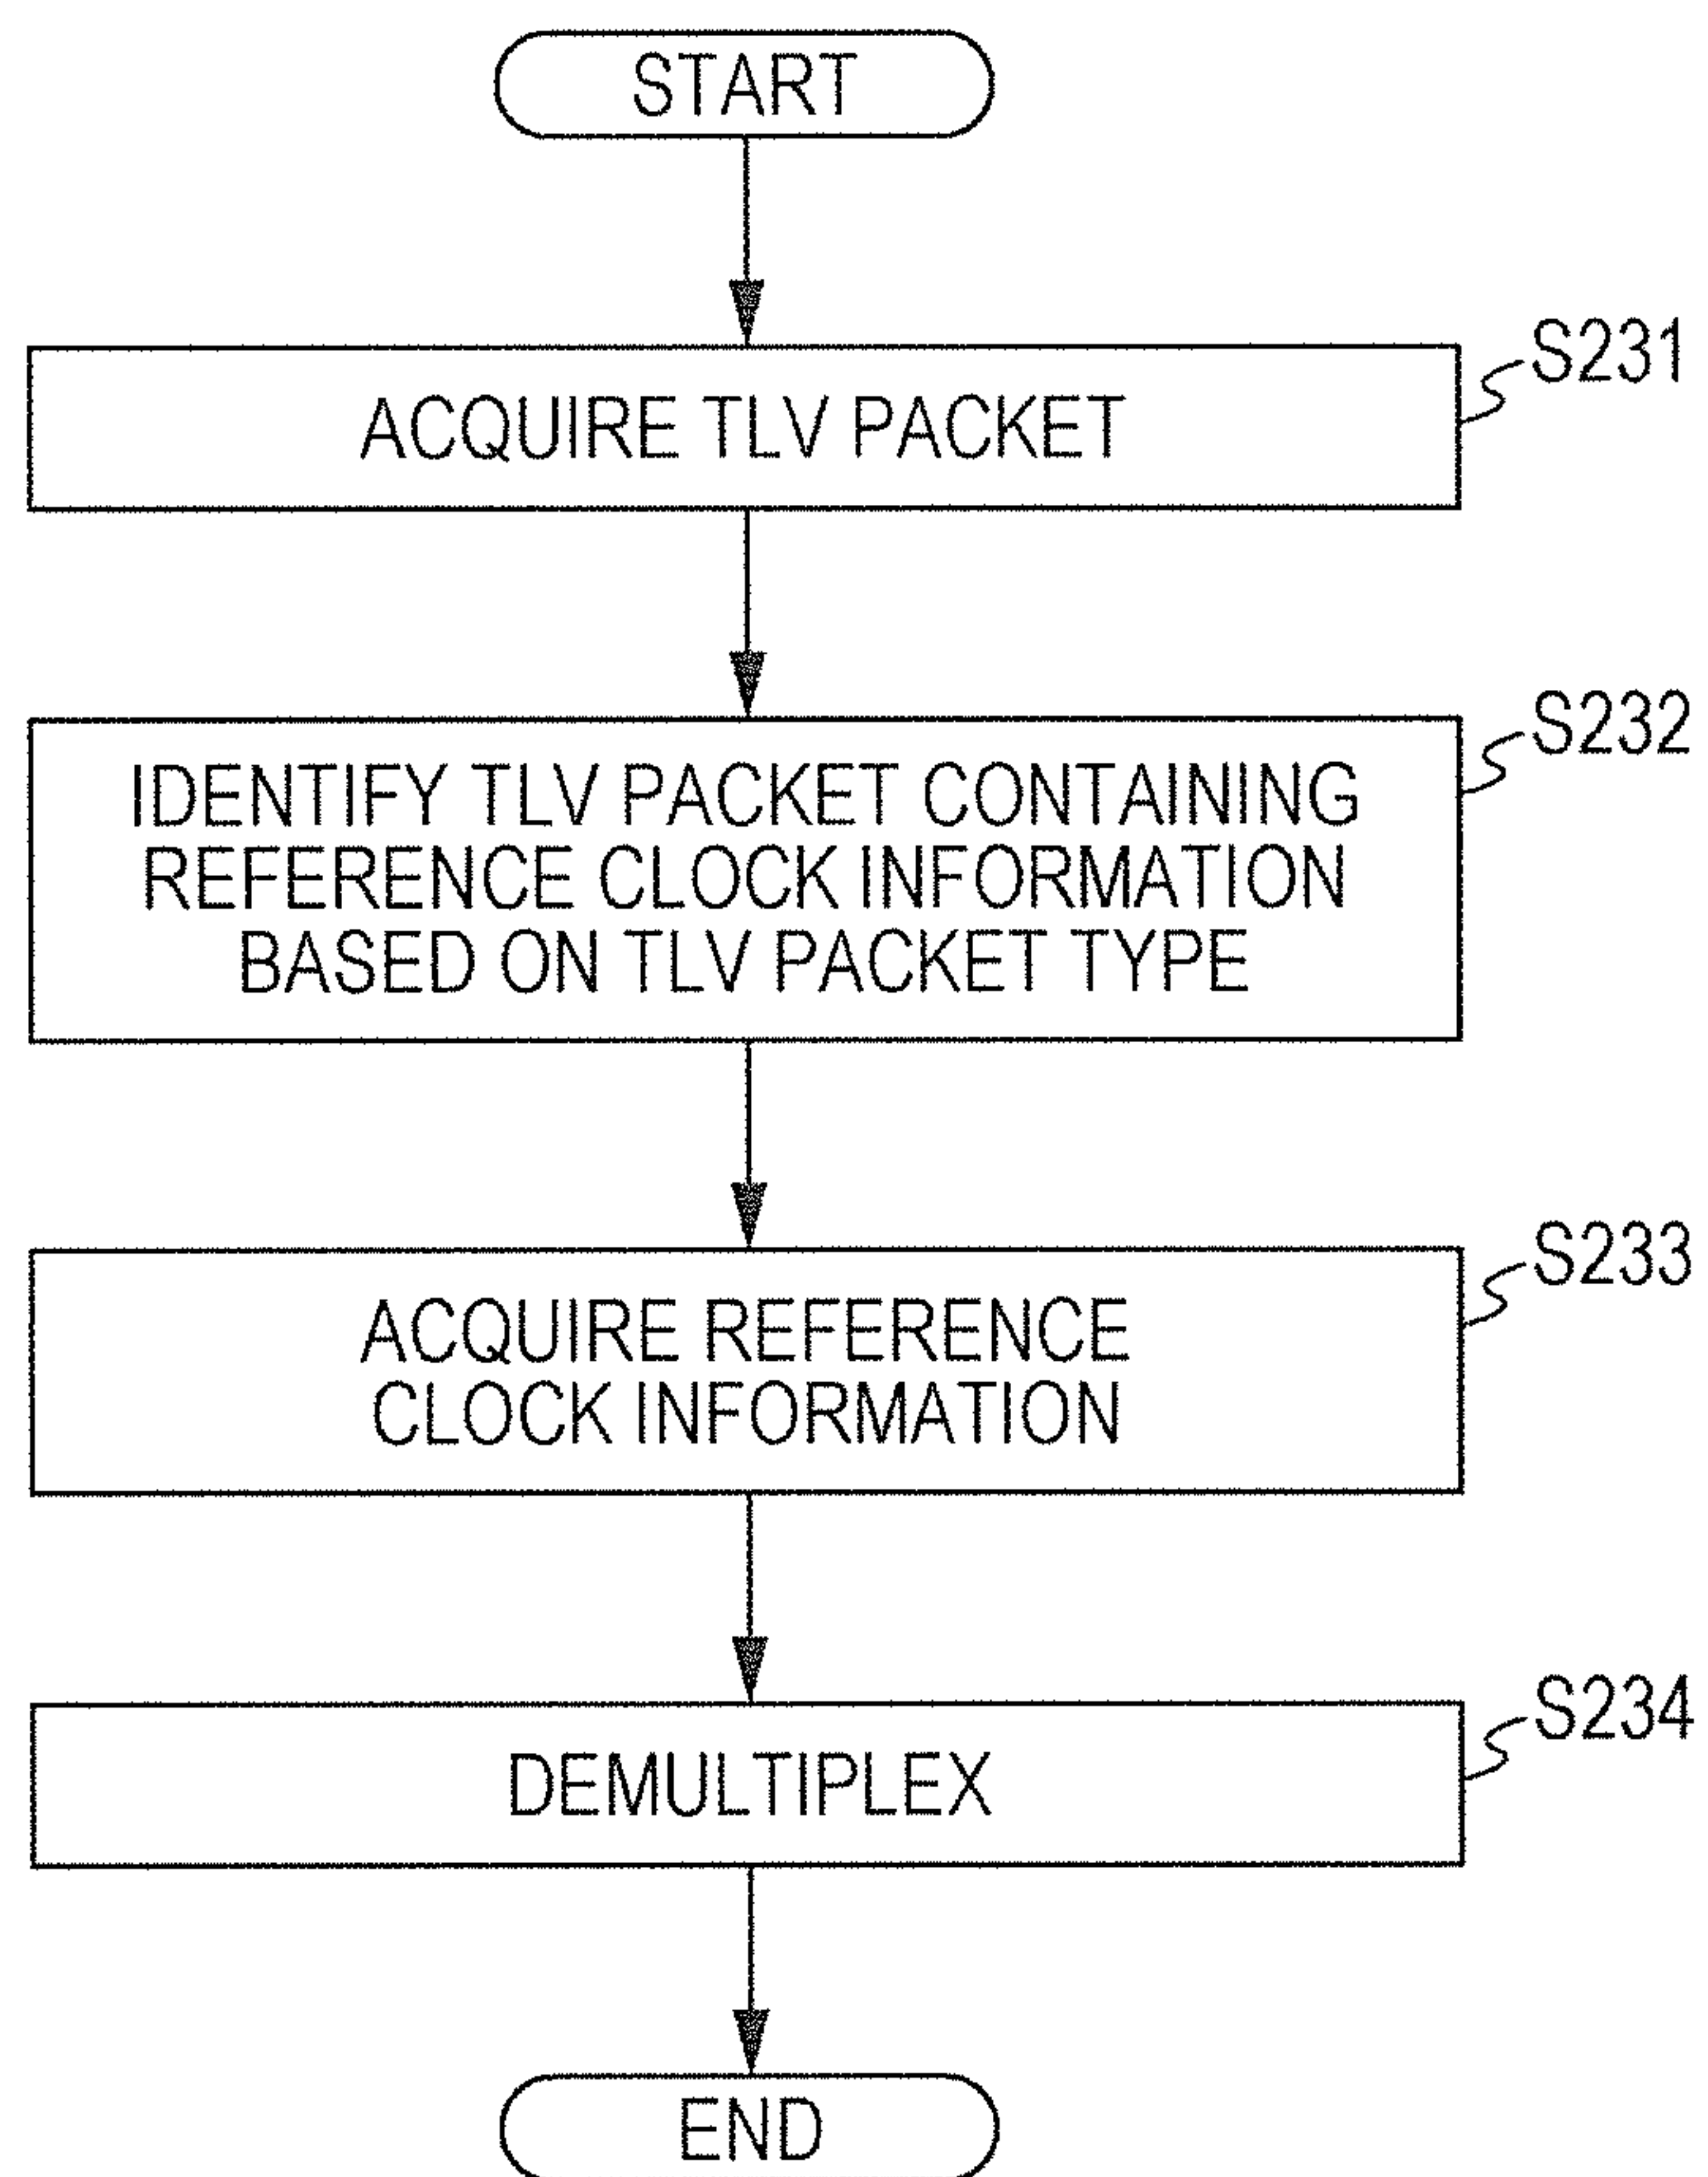 START
S231
ACQUIRE TLV PACKET
S232
IDENTIFY TLV PACKET CONTAINING
REFERENCE CLOCK INFORMATION
BASED ON TLV PACKET TYPE
S233
ACQUIRE REFERENCE
CLOCK INFORMATION
S234
DEMULTIPLEX
END